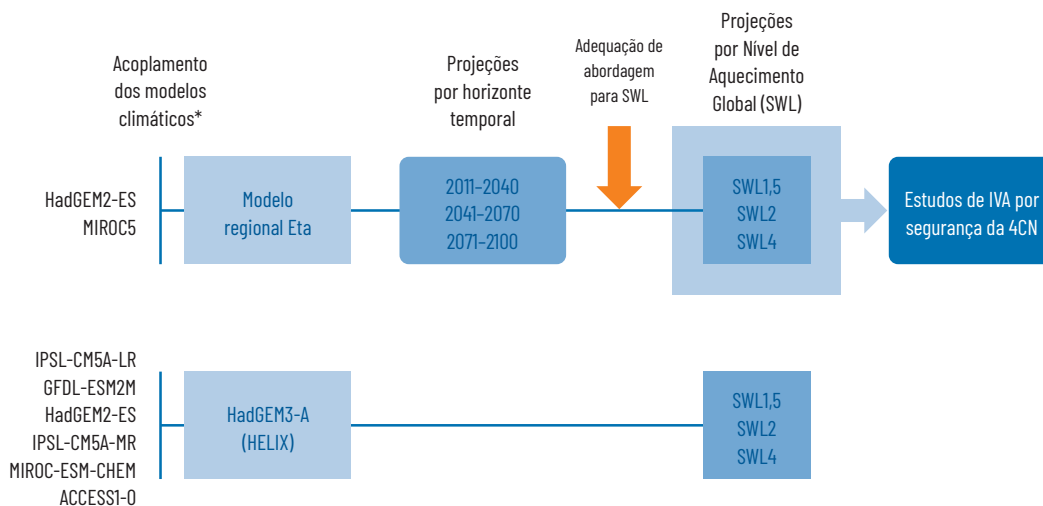 Acoplamento
dos modelos
climáticos*
Projeções
por horizonte
temporal
Adequação de
abordagem
para SWL
Projeções
por Nível de
Aquecimento
Global (SWL)
HadGEM2-ES
MIROC5
Modelo
regional Eta
2011-2040
2041-2070
2071-2100
SWL1,5
SWL2
SWL4
Estudos de IVA por
segurança da 4CN
IPSL-CM5A-LR
GFDL-ESM2M
HadGEM2-ES
IPSL-CM5A-MR
MIROC-ESM-CHEM
ACCESS1-0
HadGEM3-A
(HELIX)
SWL1,5
SWL2
SWL4